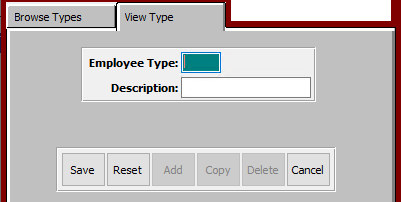 Browse Types
View Type
Employee Type:
Description:
Save Reset Add Copy Delete Cancel